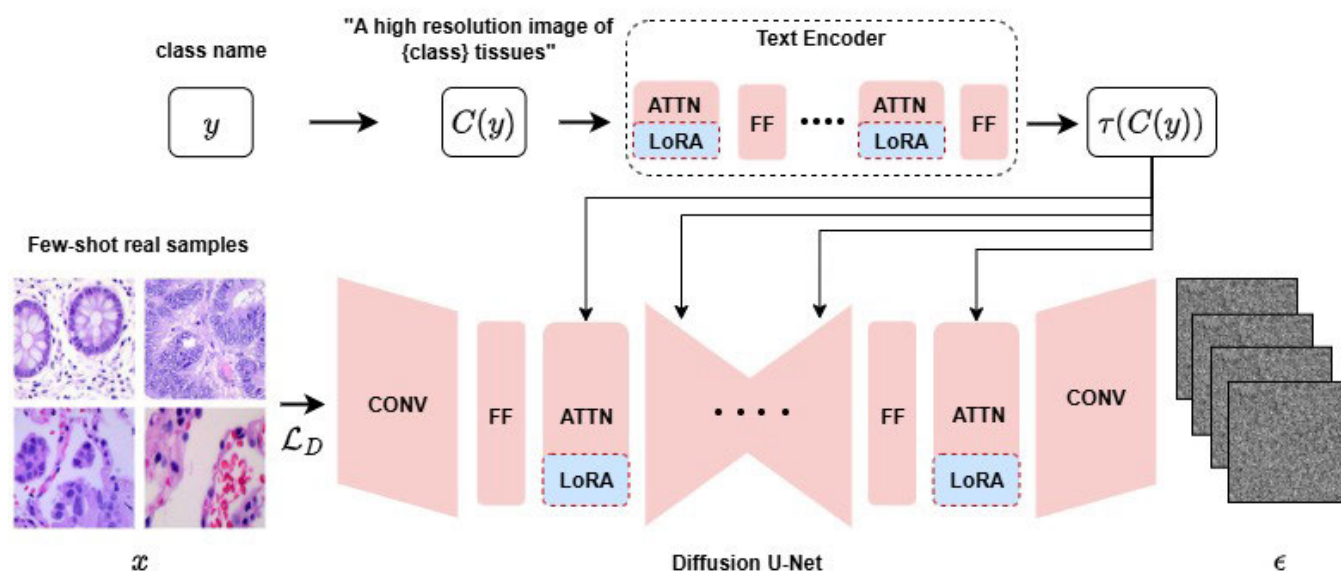 "A high resolution image of
{class} tissues"
class name
Text Encoder
y
C(y)
ATTN
LoRA
FF
ATTN
LoRA
FF
τ(C(y))
Few-shot real samples
CONV
FF
ATTN
LoRA
FF
ATTN
LoRA
CONV
ℒ_D
x
Diffusion U-Net
ϵ